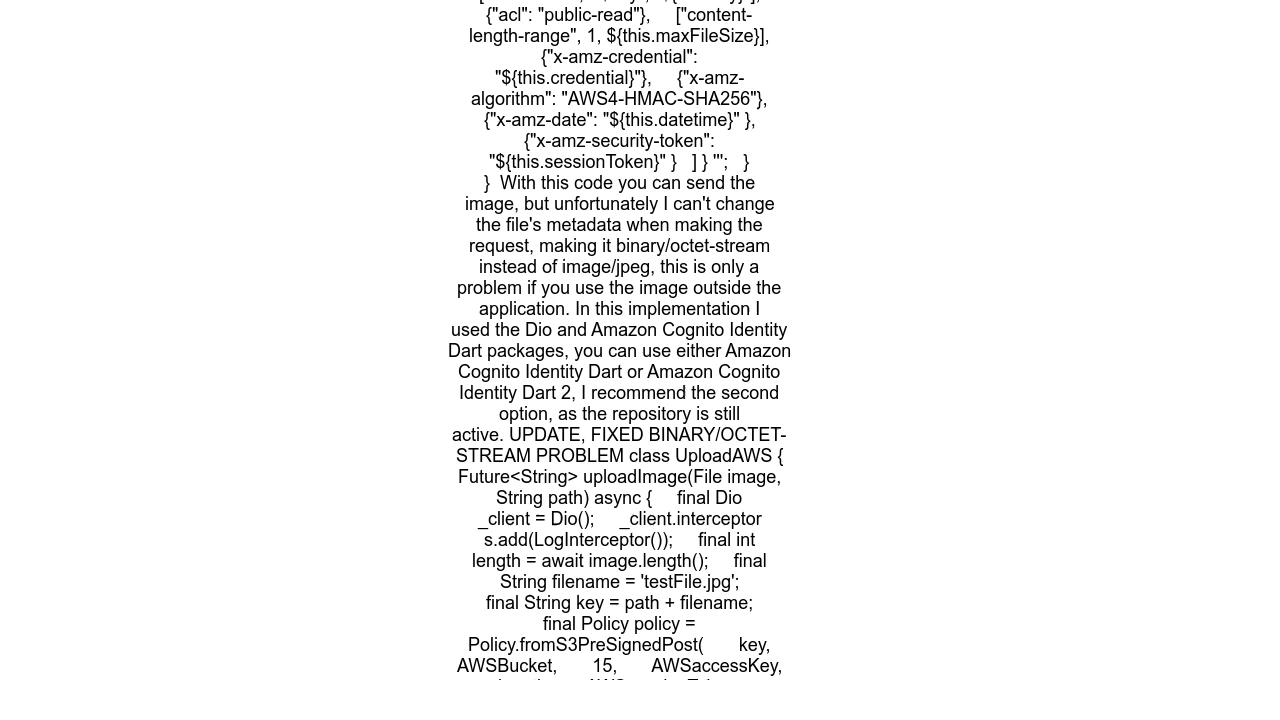 {"acl": "public-read"},     ["content-
length-range", 1, ${this.maxFileSize}],
{"x-amz-credential":
"${this.credential}"},     {"x-amz-
algorithm": "AWS4-HMAC-SHA256"},
{"x-amz-date": "${this.datetime}" },
{"x-amz-security-token":
"${this.sessionToken}" }   ] } ''';   }
}  With this code you can send the
image, but unfortunately I can't change
the file's metadata when making the
request, making it binary/octet-stream
instead of image/jpeg, this is only a
problem if you use the image outside the
application. In this implementation I
used the Dio and Amazon Cognito Identity
Dart packages, you can use either Amazon
Cognito Identity Dart or Amazon Cognito
Identity Dart 2, I recommend the second
option, as the repository is still
active. UPDATE, FIXED BINARY/OCTET-
STREAM PROBLEM class UploadAWS {
Future<String> uploadImage(File image,
String path) async {     final Dio
_client = Dio();     _client.interceptor
s.add(LogInterceptor());     final int
length = await image.length();     final
String filename = 'testFile.jpg';
final String key = path + filename;
final Policy policy =
Policy.fromS3PreSignedPost(       key,
AWSBucket,       15,       AWSaccessKey,